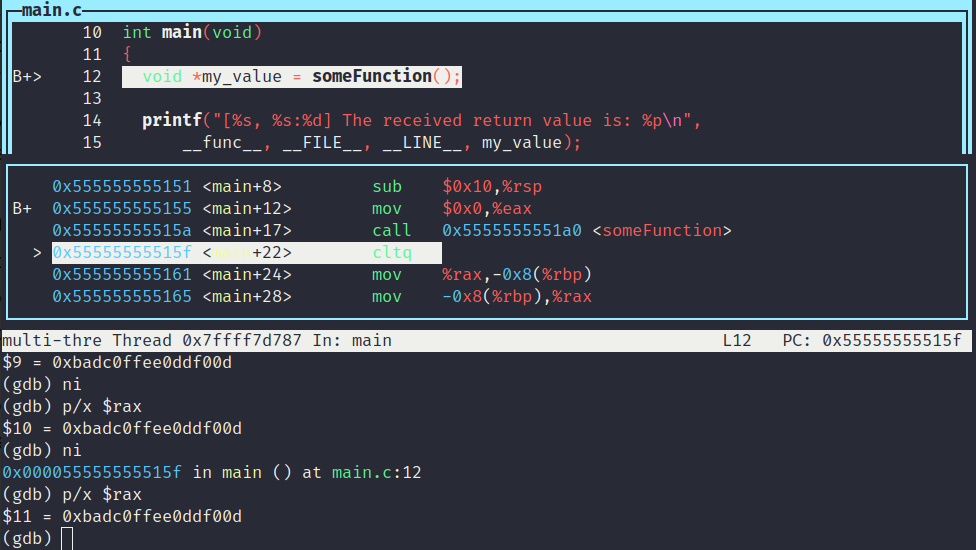 main.c
10 int main(void)
11 {
B+> 12 void *my_value = someFunction();
13
14 printf("[%s, %s:%d] The received return value is: %p\n",
15 __func__, __FILE__, __LINE__, my_value);
0x555555555151 <main+8> sub $0x10,%rsp
B+ 0x555555555155 <main+12> mov $0x0,%eax
0x55555555515a <main+17> call 0x5555555551a0 <someFunction>
> 0x55555555515f <main+22> cltq
0x555555555161 <main+24> mov %rax,-0x8(%rbp)
0x555555555165 <main+28> mov -0x8(%rbp),%rax
multi-thre Thread 0x7ffff7d787 In: main L12 PC: 0x55555555515f
$9 = 0xbadc0ffee0ddf00d
(gdb) ni
(gdb) p/x $rax
$10 = 0xbadc0ffee0ddf00d
(gdb) ni
0x000055555555515f in main () at main.c:12
(gdb) p/x $rax
$11 = 0xbadc0ffee0ddf00d
(gdb)